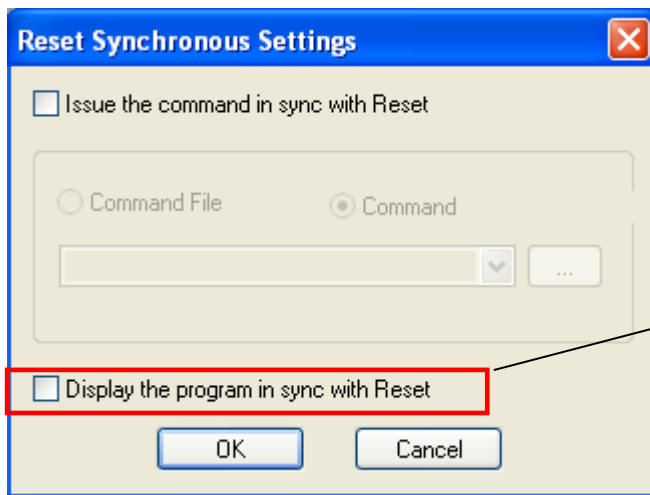 Reset Synchronous Settings
Issue the command in sync with Reset
Command File Command
...
Display the program in sync with Reset
OK Cancel